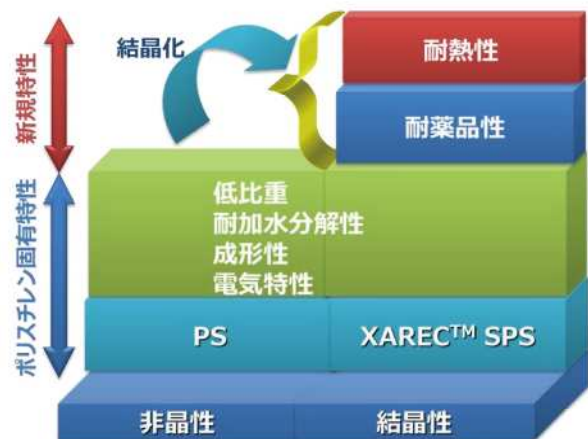 新規特性
結晶化
耐熱性
耐薬品性
ポリスチレン固有特性
低比重
耐加水分解性
成形性
電気特性
PS
XAREC™ SPS
非晶性
結晶性